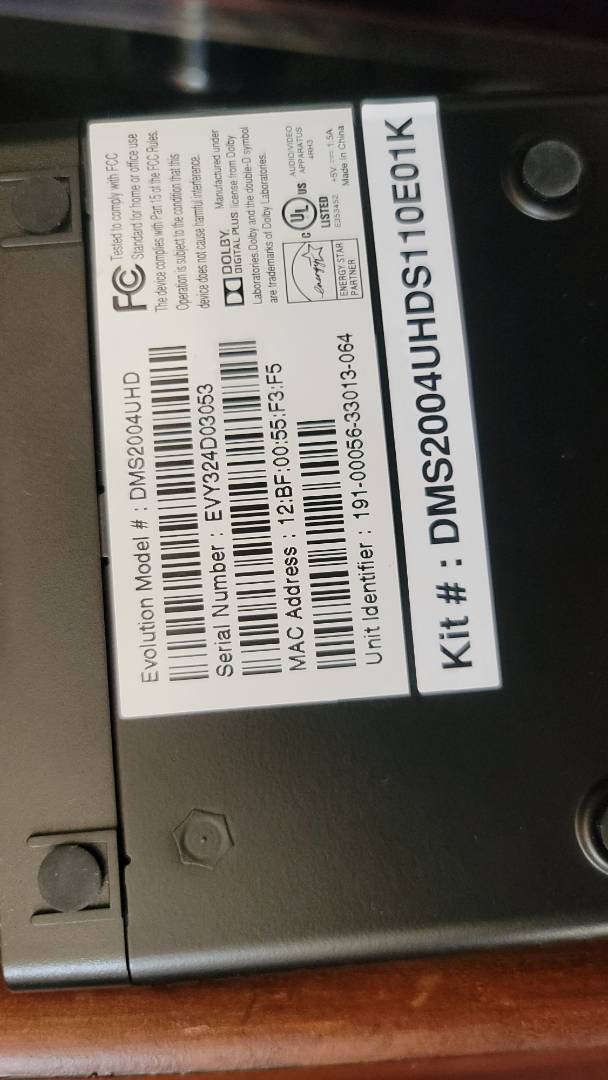 Evolution Model # : DMS2004UHD
Serial Number : EVY324D03053
MAC Address : 12:BF:00:55:F3:F5
Unit Identifier : 191-00056-33013-064
FC Tested to comply with FCC
Standard for home or office use
The device complies with Part 15 of the FCC Rules.
Operation is subject to the condition that this
device does not cause harmful interference.
DOLBY Manufactured under
DIGITAL PLUS license from Dolby
Laboratories. Dolby and the double-D symbol
are trademarks of Dolby Laboratories.
energy
ENERGY STAR
PARTNER
C UL US
LISTED
AUDIO/VIDEO
APPARATUS
4RH3
E353452
5V 1.5A
Made in China
Kit # : DMS2004UHDS110E01K